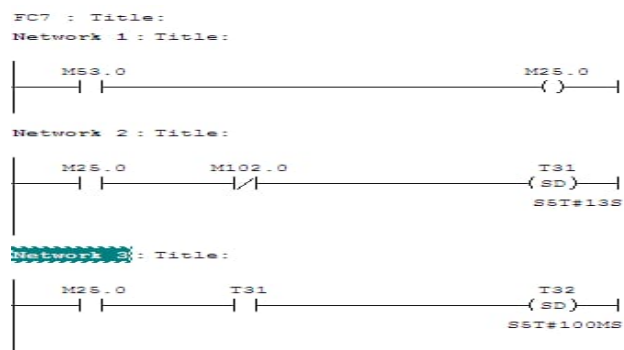 FC7 : Title:
Network 1 : Title:
M53.0 M25.0
( )
Network 2 : Title:
M25.0 M102.0 T31
(SD)
S5T#13S
Network 3 : Title:
M25.0 T31 T32
(SD)
S5T#100MS